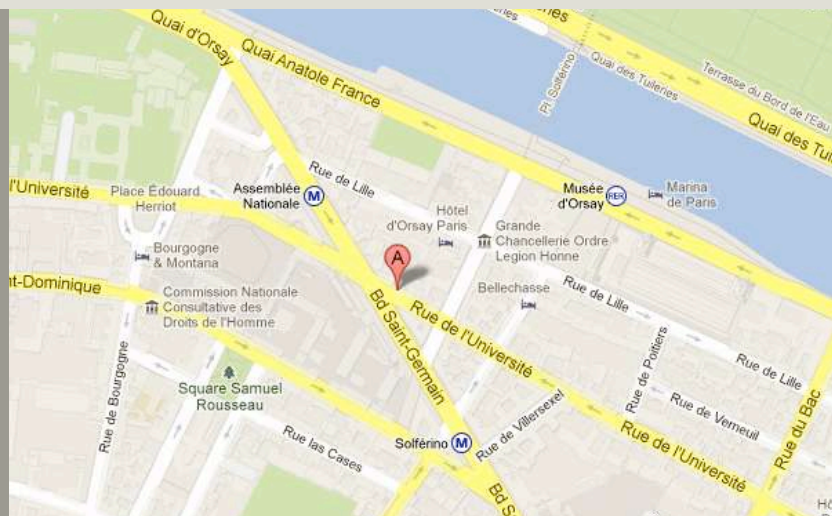 Quai d'Orsay
Quai Anatole France
Quai des Tuileries
Terrasse du Bord de l'Eau
Quai des Tui
Pl. Solférino
l'Université
Place Édouard
Herriot
Assemblée
Nationale
M
Rue de Lille
Musée
d'Orsay
RER
Marina
de Paris
Hôtel
d'Orsay Paris
Grande
Chancellerie Ordre
Legion Honne
Bourgogne
& Montana
A
nt-Dominique
Commission Nationale
Consultative des
Droits de l'Homme
Bellechasse
Rue de Lille
Bd Saint-Germain
Rue de l'Université
Rue de Poitiers
Rue de Lille
Square Samuel
Rousseau
Rue de Bourgogne
Rue de Villersexel
Rue de Verneuil
Rue du Bac
Rue las Cases
Solférino
M
Rue de l'Université
Bd S
Hô